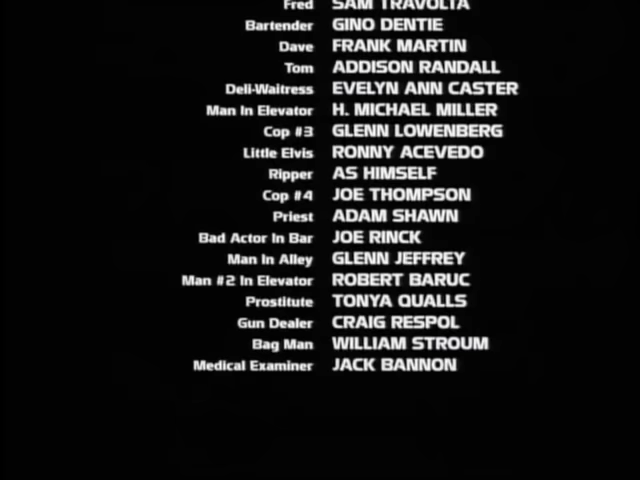 Fred SAM TRAVOLTA
Bartender GINO DENTIE
Dave FRANK MARTIN
Tom ADDISON RANDALL
Deli-Waitress EVELYN ANN CASTER
Man In Elevator H. MICHAEL MILLER
Cop #3 GLENN LOWENBERG
Little Elvis RONNY ACEVEDO
Ripper AS HIMSELF
Cop #4 JOE THOMPSON
Priest ADAM SHAWN
Bad Actor In Bar JOE RINCK
Man In Alley GLENN JEFFREY
Man #2 In Elevator ROBERT BARUC
Prostitute TONYA QUALLS
Gun Dealer CRAIG RESPOL
Bag Man WILLIAM STROUM
Medical Examiner JACK BANNON